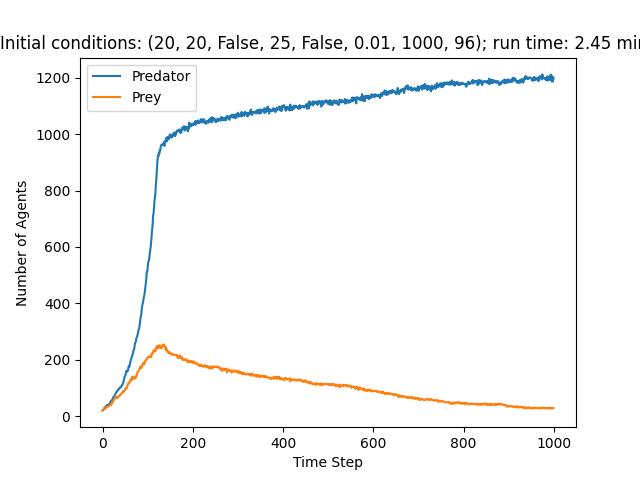 Initial conditions: (20, 20, False, 25, False, 0.01, 1000, 96); run time: 2.45 min
Predator
Prey
1200
1000
800
600
400
200
0
Number of Agents
0 200 400 600 800 1000
Time Step